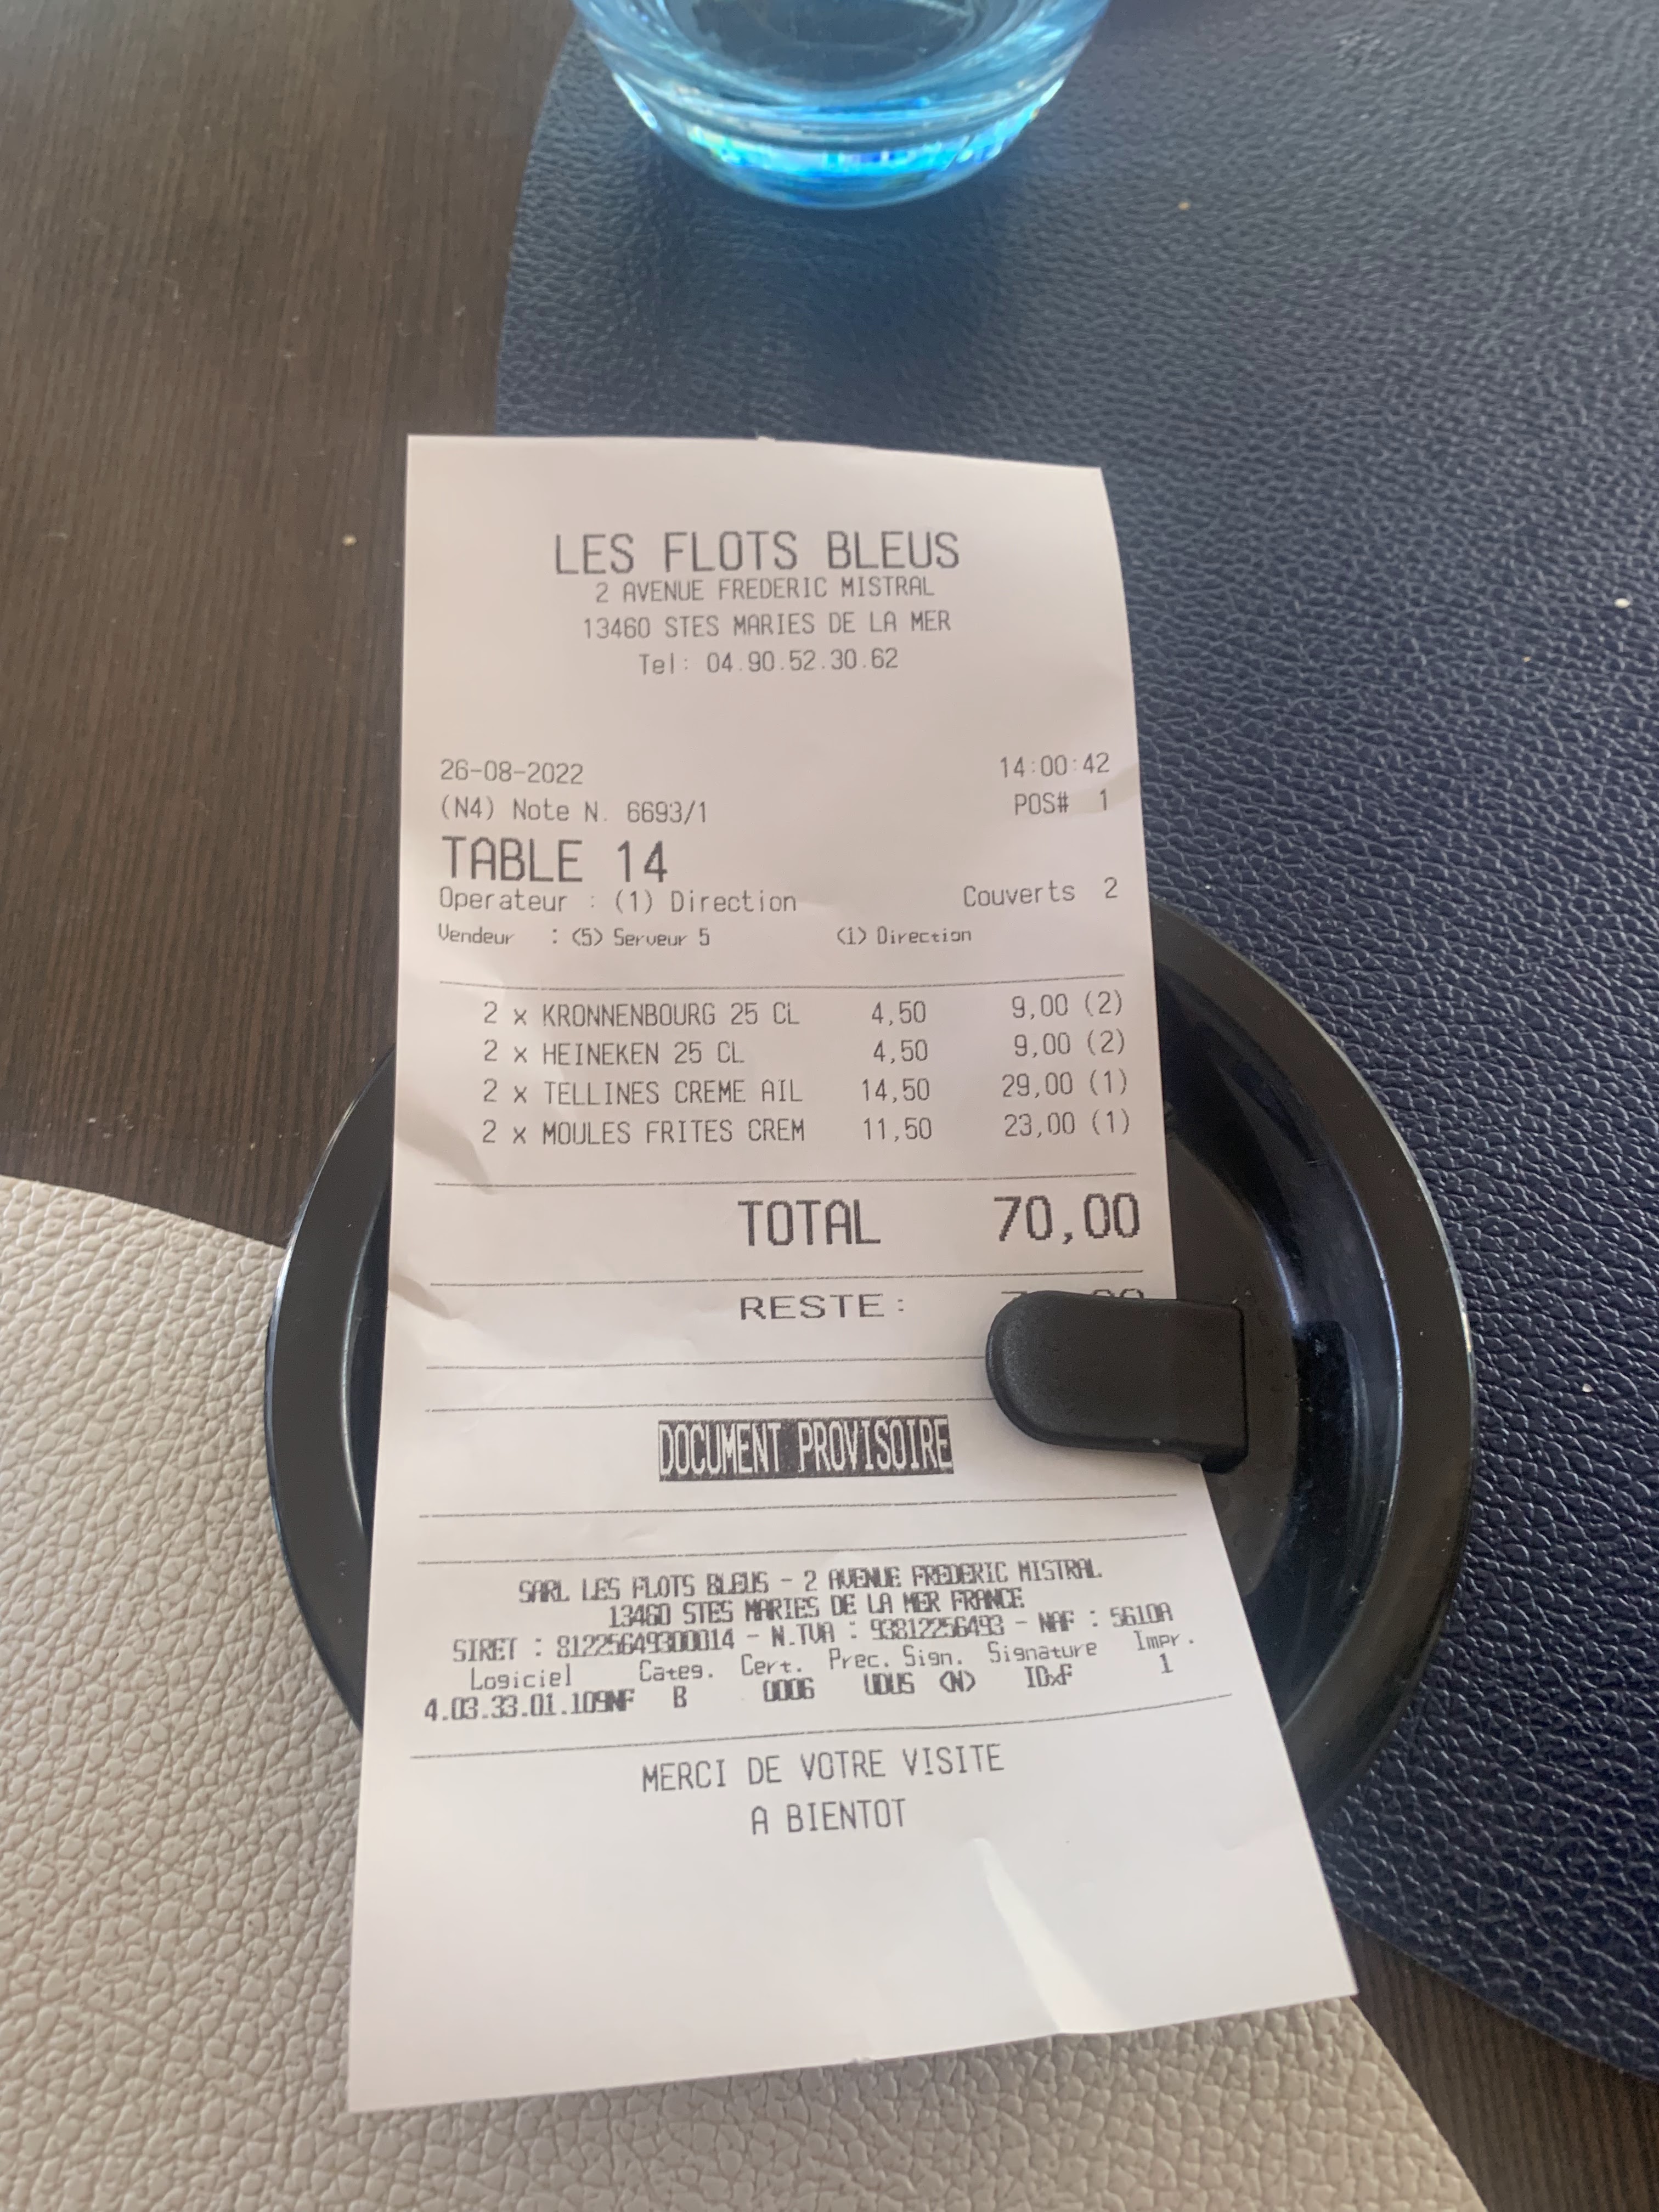 LES FLOTS BLEUS
2 AVENUE FREDERIC MISTRAL
13460 STES MARIES DE LA MER
Tel: 04.90.52.30.62
26-08-2022 14:00:42
(N4) Note N. 6693/1 POS# 1
TABLE 14
Operateur : (1) Direction Couverts 2
Vendeur : (5) Serveur 5 (1) Direction
2 x KRONNENBOURG 25 CL 4,50 9,00 (2)
2 x HEINEKEN 25 CL 4,50 9,00 (2)
2 x TELLINES CREME AIL 14,50 29,00 (1)
2 x MOULES FRITES CREM 11,50 23,00 (1)
TOTAL 70,00
RESTE:
DOCUMENT PROVISOIRE
SARL LES FLOTS BLEUS - 2 AVENUE FREDERIC MISTRAL
13460 STES MARIES DE LA MER FRANCE
SIRET : 81225649300014 - N.TVA : 93812256493 - NAF : 5610A
Logiciel Categ. Cert. Prec. Sign. Signature Impr.
4.03.33.01.109NF B 0006 UDUS (N) IDxF 1
MERCI DE VOTRE VISITE
A BIENTOT